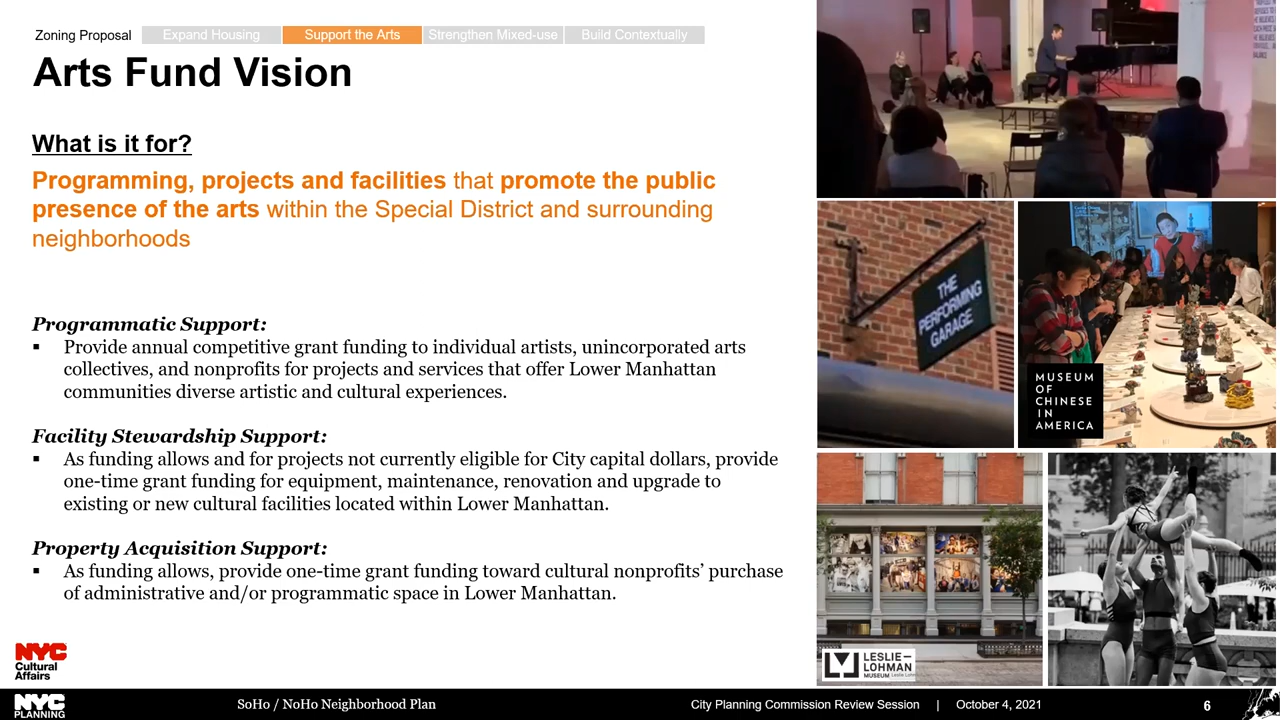 Zoning Proposal
Expand Housing
Support the Arts
Strengthen Mixed-use
Build Contextually
Arts Fund Vision
What is it for?
Programming, projects and facilities that promote the public
presence of the arts within the Special District and surrounding
neighborhoods
Programmatic Support:
▪ Provide annual competitive grant funding to individual artists, unincorporated arts
collectives, and nonprofits for projects and services that offer Lower Manhattan
communities diverse artistic and cultural experiences.
Facility Stewardship Support:
▪ As funding allows and for projects not currently eligible for City capital dollars, provide
one-time grant funding for equipment, maintenance, renovation and upgrade to
existing or new cultural facilities located within Lower Manhattan.
Property Acquisition Support:
▪ As funding allows, provide one-time grant funding toward cultural nonprofits’ purchase
of administrative and/or programmatic space in Lower Manhattan.
THE
PERFORMING
GARAGE
MUSEUM
OF
CHINESE
IN
AMERICA
LESLIE–
LOHMAN
MUSEUM
NYC
Cultural
Affairs
NYC
PLANNING
SoHo / NoHo Neighborhood Plan
City Planning Commission Review Session | October 4, 2021
6